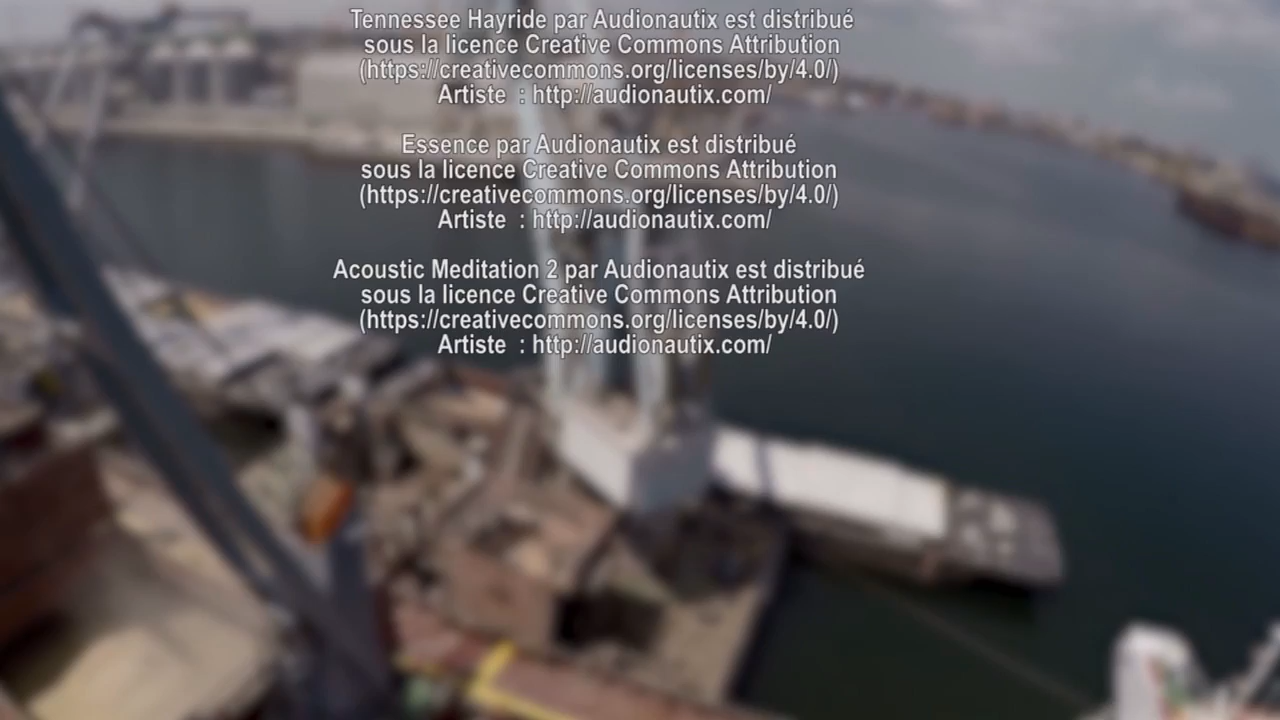 Tennessee Hayride par Audionautix est distribué
sous la licence Creative Commons Attribution
(https://creativecommons.org/licenses/by/4.0/)
Artiste : http://audionautix.com/
Essence par Audionautix est distribué
sous la licence Creative Commons Attribution
(https://creativecommons.org/licenses/by/4.0/)
Artiste : http://audionautix.com/
Acoustic Meditation 2 par Audionautix est distribué
sous la licence Creative Commons Attribution
(https://creativecommons.org/licenses/by/4.0/)
Artiste : http://audionautix.com/